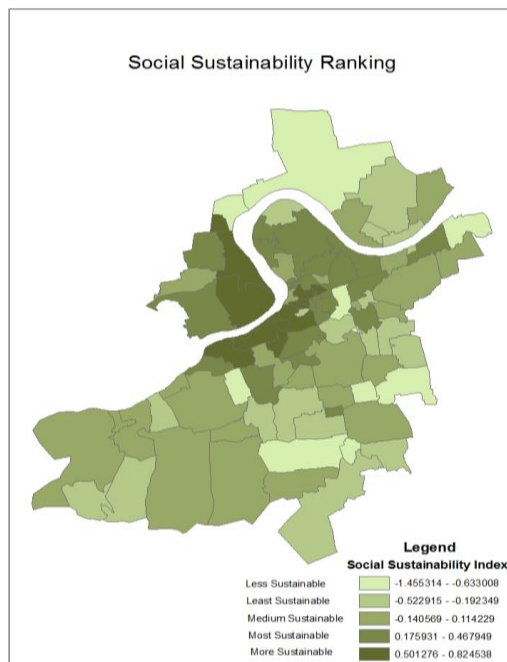 Social Sustainability Ranking
Legend
Social Sustainability Index
Less Sustainable -1.455314 - -0.633008
Least Sustainable -0.522915 - -0.192349
Medium Sustainable -0.140569 - 0.114229
Most Sustainable 0.175931 - 0.467949
More Sustainable 0.501276 - 0.824538